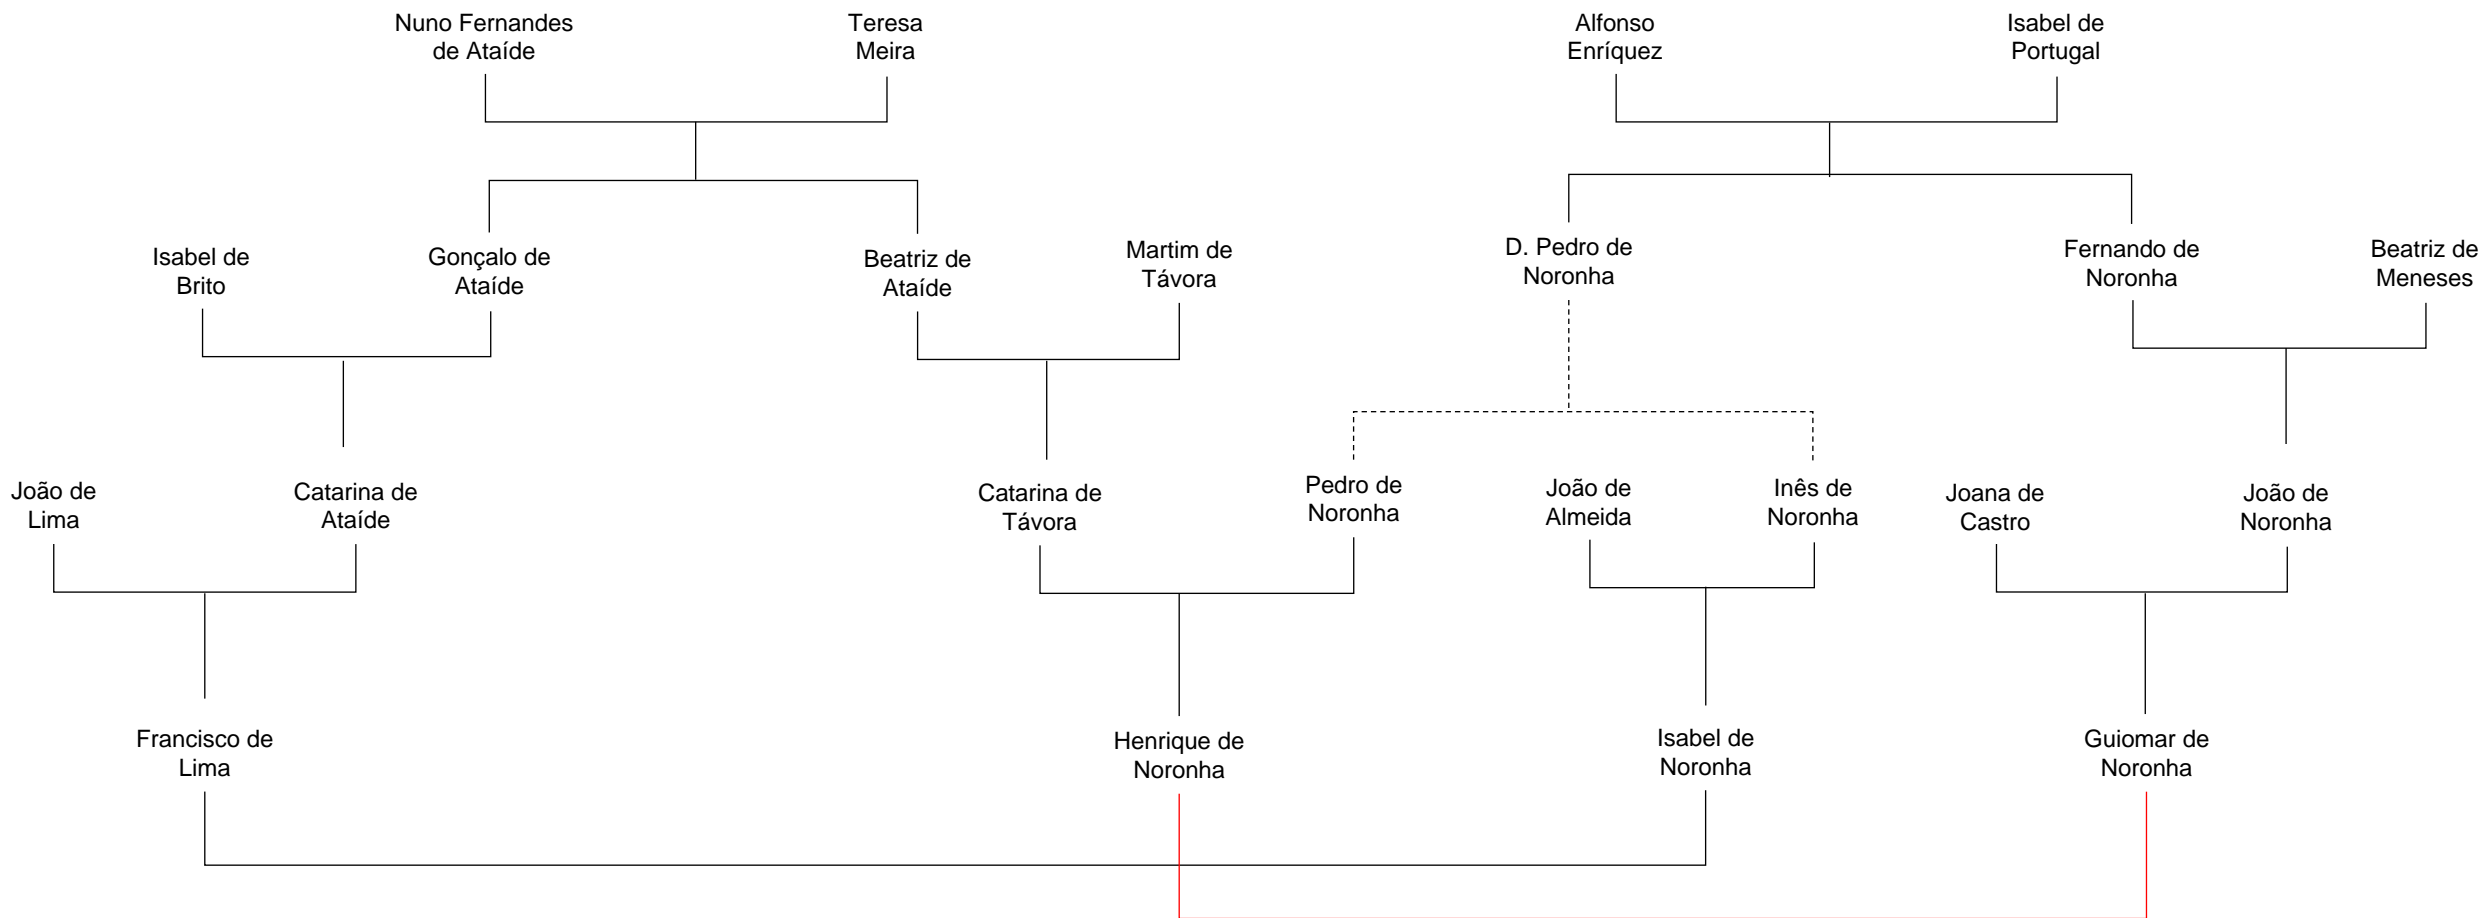 Nuno Fernandes
de Ataíde
Teresa
Meira
Alfonso
Enríquez
Isabel de
Portugal
Isabel de
Brito
Gonçalo de
Ataíde
Beatriz de
Ataíde
Martim de
Távora
D. Pedro de
Noronha
Fernando de
Noronha
Beatriz de
Meneses
João de
Lima
Catarina de
Ataíde
Catarina de
Távora
Pedro de
Noronha
João de
Almeida
Inês de
Noronha
Joana de
Castro
João de
Noronha
Francisco de
Lima
Henrique de
Noronha
Isabel de
Noronha
Guiomar de
Noronha